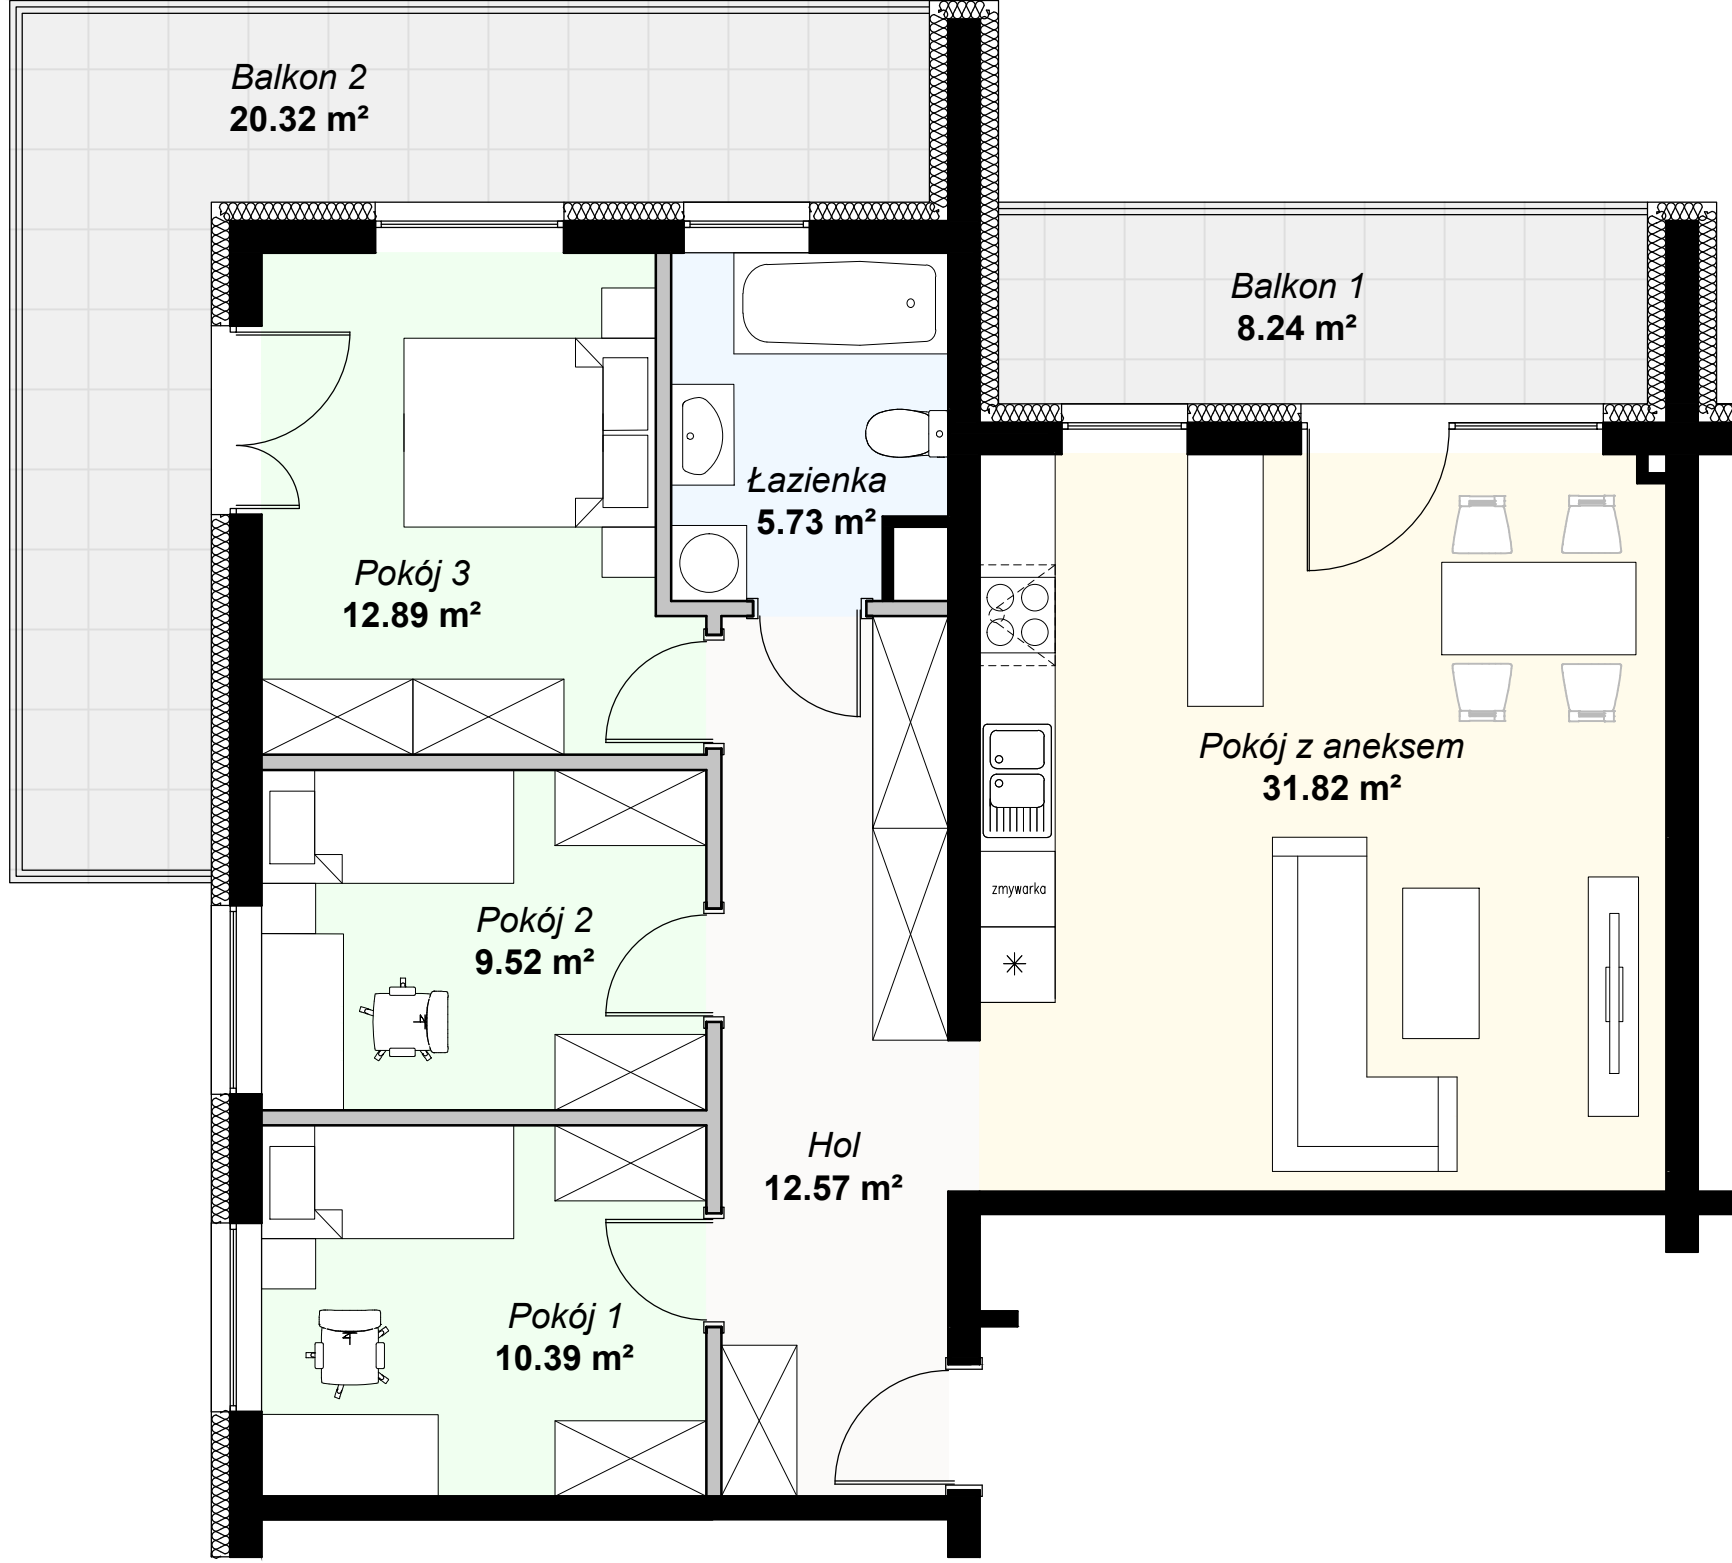 Balkon 2
20.32 m²
Balkon 1
8.24 m²
Łazienka
5.73 m²
Pokój 3
12.89 m²
Pokój z aneksem
31.82 m²
zmywarka
Pokój 2
9.52 m²
Hol
12.57 m²
Pokój 1
10.39 m²